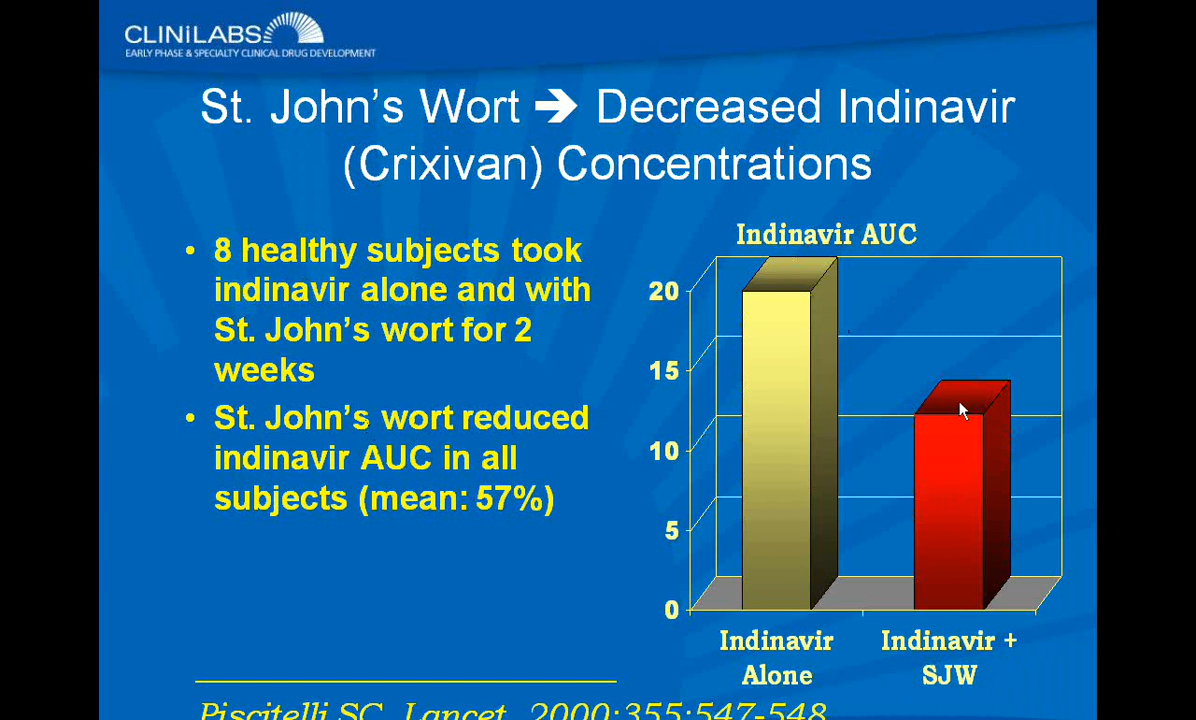 CLINiLABS
EARLY PHASE & SPECIALTY CLINICAL DRUG DEVELOPMENT
St. John's Wort ➔ Decreased Indinavir
(Crixivan) Concentrations
• 8 healthy subjects took
indinavir alone and with
St. John's wort for 2
weeks
• St. John's wort reduced
indinavir AUC in all
subjects (mean: 57%)
Indinavir AUC
20
15
10
5
0
Indinavir
Alone
Indinavir +
SJW
Piscitelli SC, Lancet, 2000;355:547-548